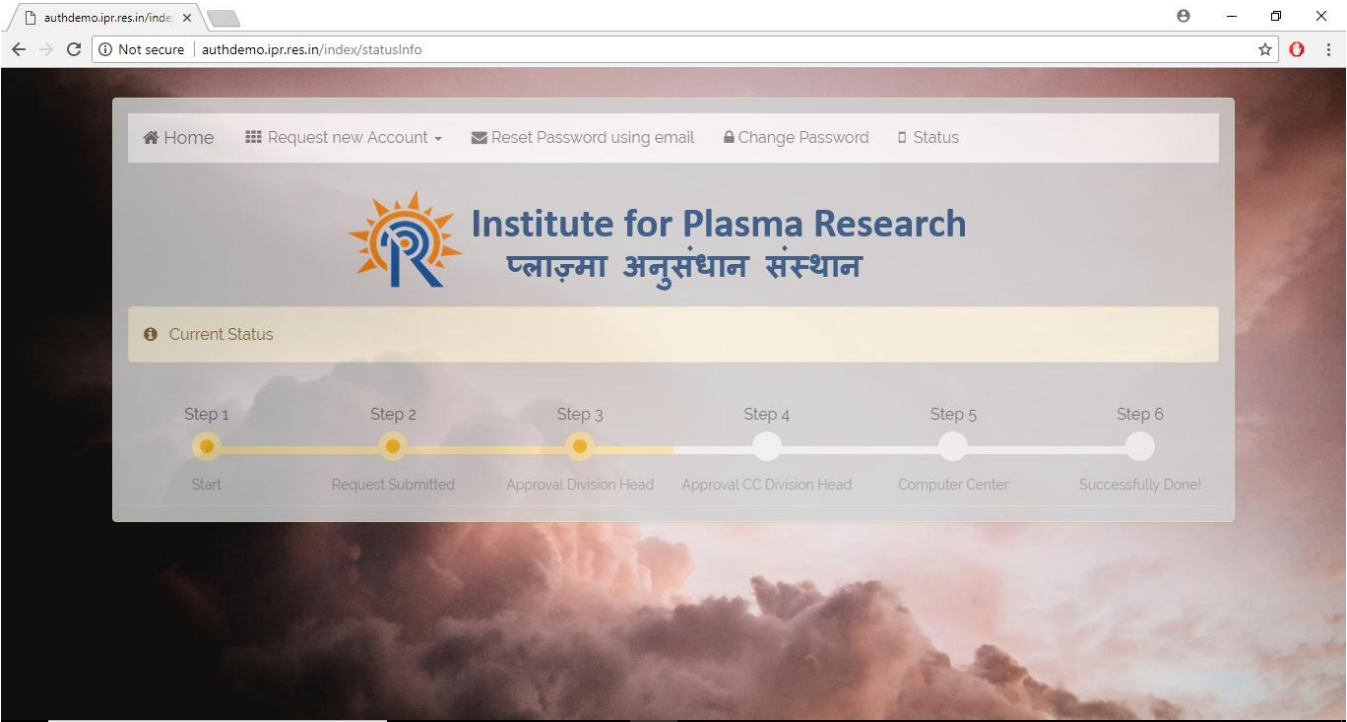 authdemo.ipr.res.in/inde
Not secure authdemo.ipr.res.in/index/statusInfo
Home Request new Account Reset Password using email Change Password Status
Institute for Plasma Research
प्लाज़्मा अनुसंधान संस्थान
Current Status
Step 1 Step 2 Step 3 Step 4 Step 5 Step 6
Start Request Submitted Approval Division Head Approval CC Division Head Computer Center Successfully Done!